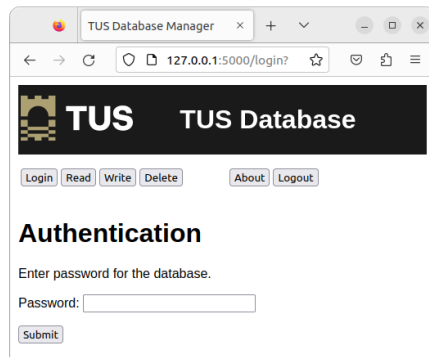 TUS Database Manager
127.0.0.1:5000/login?
TUS TUS Database
Login Read Write Delete About Logout
Authentication
Enter password for the database.
Password:
Submit